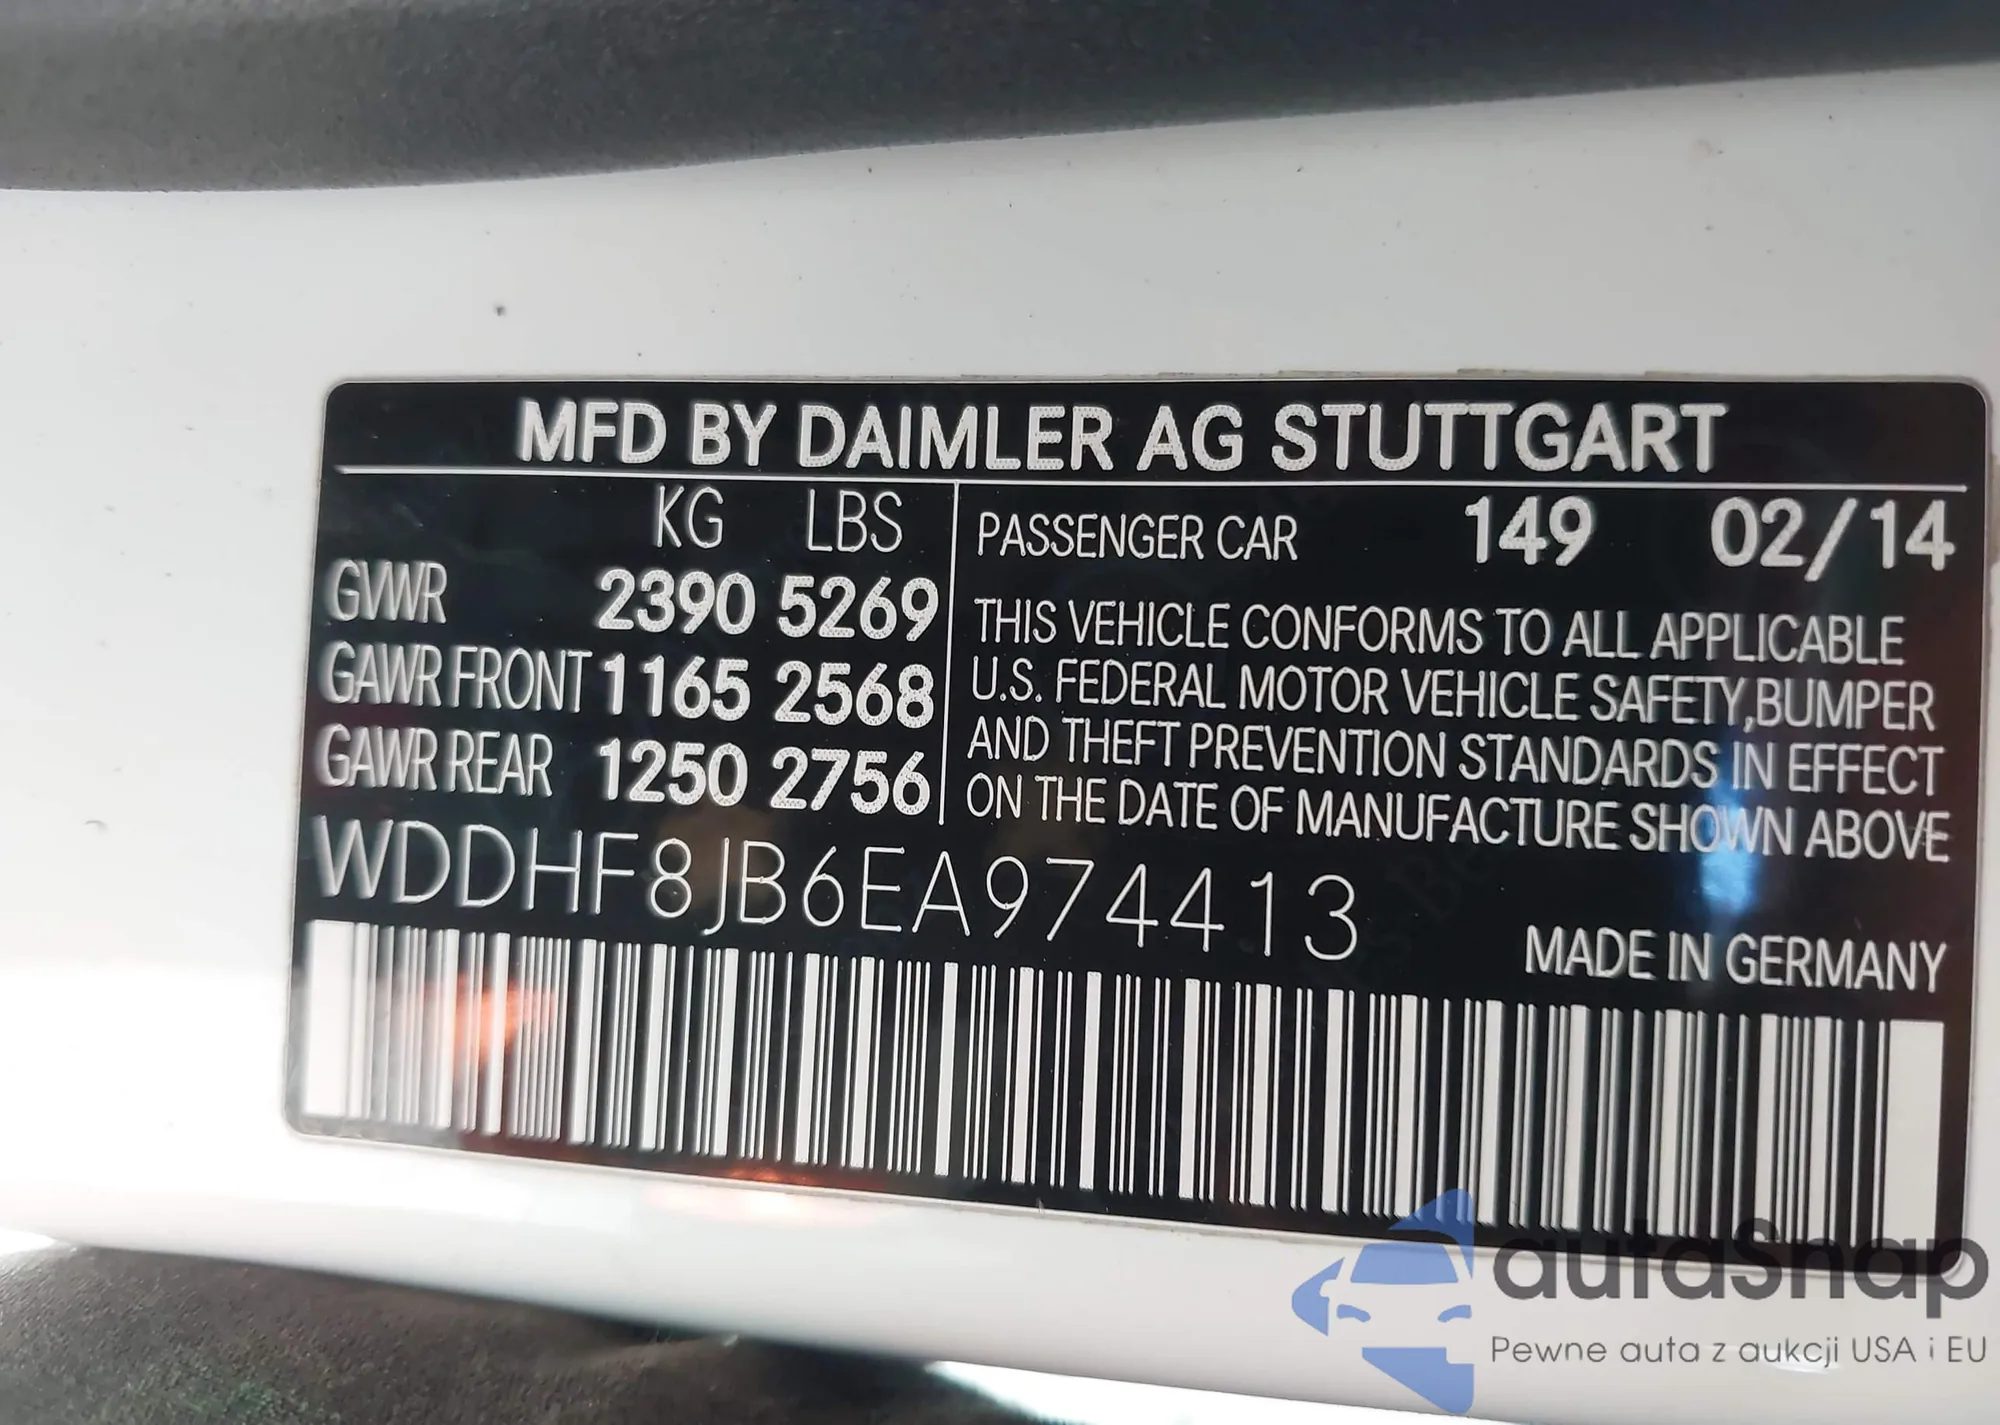 MFD BY DAIMLER AG STUTTGART
KG LBS
GVWR 2390 5269
GAWR FRONT 1165 2568
GAWR REAR 1250 2756
PASSENGER CAR 149 02/14
THIS VEHICLE CONFORMS TO ALL APPLICABLE
U.S. FEDERAL MOTOR VEHICLE SAFETY,BUMPER
AND THEFT PREVENTION STANDARDS IN EFFECT
ON THE DATE OF MANUFACTURE SHOWN ABOVE
WDDHF8JB6EA974413
MADE IN GERMANY
autaSnap
Pewne auta z aukcji USA i EU